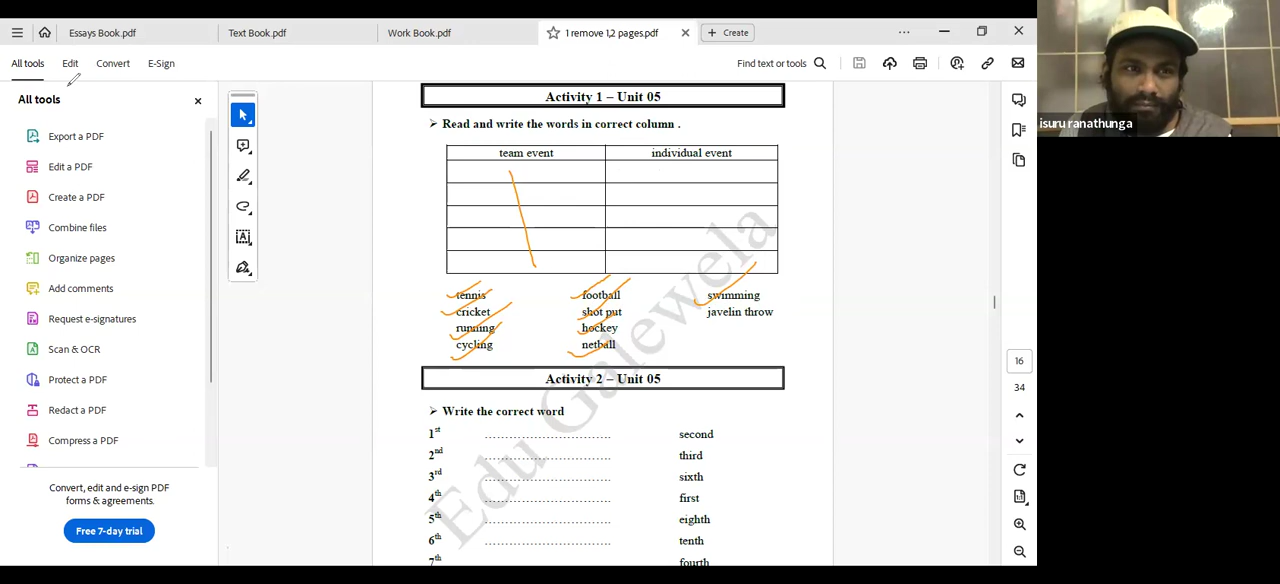 Essays Book.pdf
Text Book.pdf
Work Book.pdf
1 remove 1,2 pages.pdf
Create
All tools
Edit
Convert
E-Sign
Find text or tools
All tools
Export a PDF
Edit a PDF
Create a PDF
Combine files
Organize pages
Add comments
Request e-signatures
Scan & OCR
Protect a PDF
Redact a PDF
Compress a PDF
Convert, edit and e-sign PDF
forms & agreements.
Free 7-day trial
Activity 1 – Unit 05
➢ Read and write the words in correct column .
team event individual event
tennis football swimming
cricket shot put javelin throw
running hockey
cycling netball
Activity 2 – Unit 05
➢ Write the correct word
1st ................................ second
2nd ................................ third
3rd ................................ sixth
4th ................................ first
5th ................................ eighth
6th ................................ tenth
7th fourth
Edu Galewela
16
34
isuru ranathunga